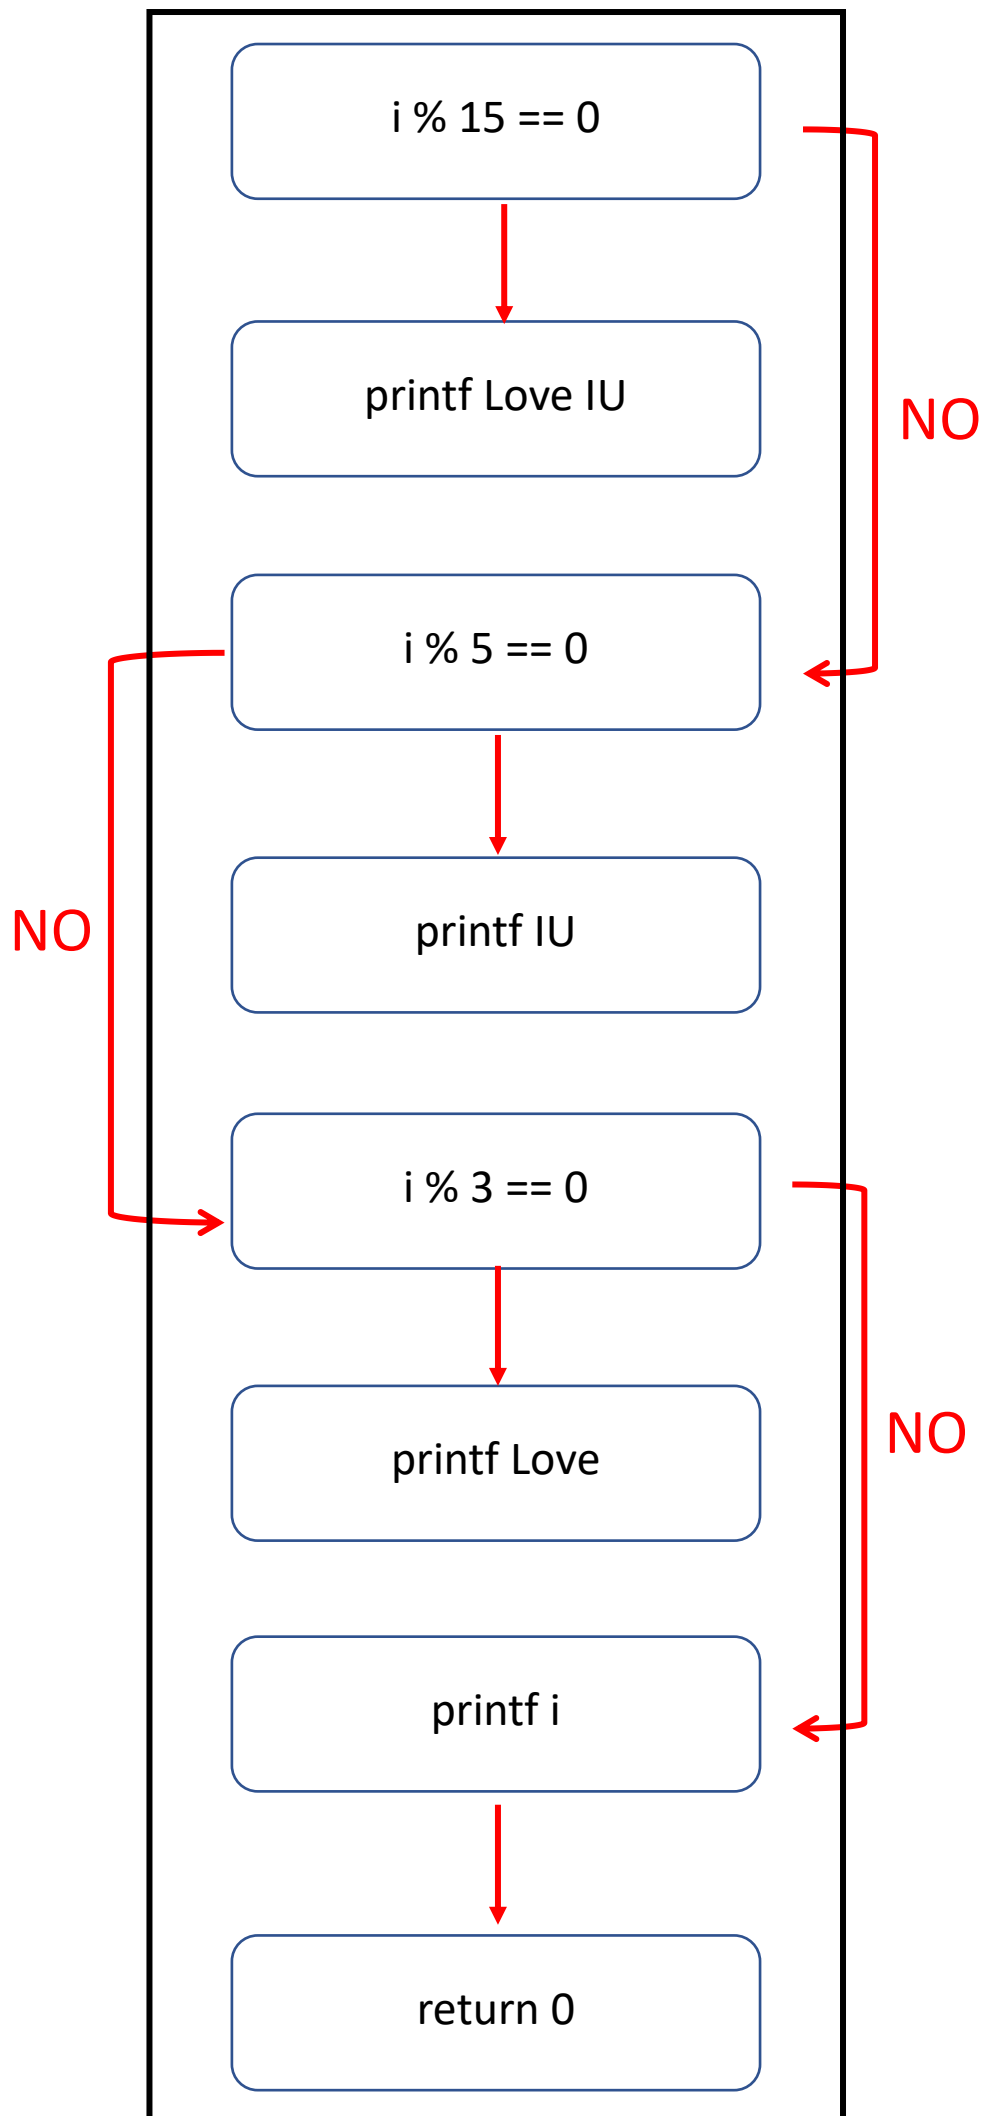 i % 15 == 0
printf Love IU
NO
i % 5 == 0
NO
printf IU
i % 3 == 0
printf Love
NO
printf i
return 0